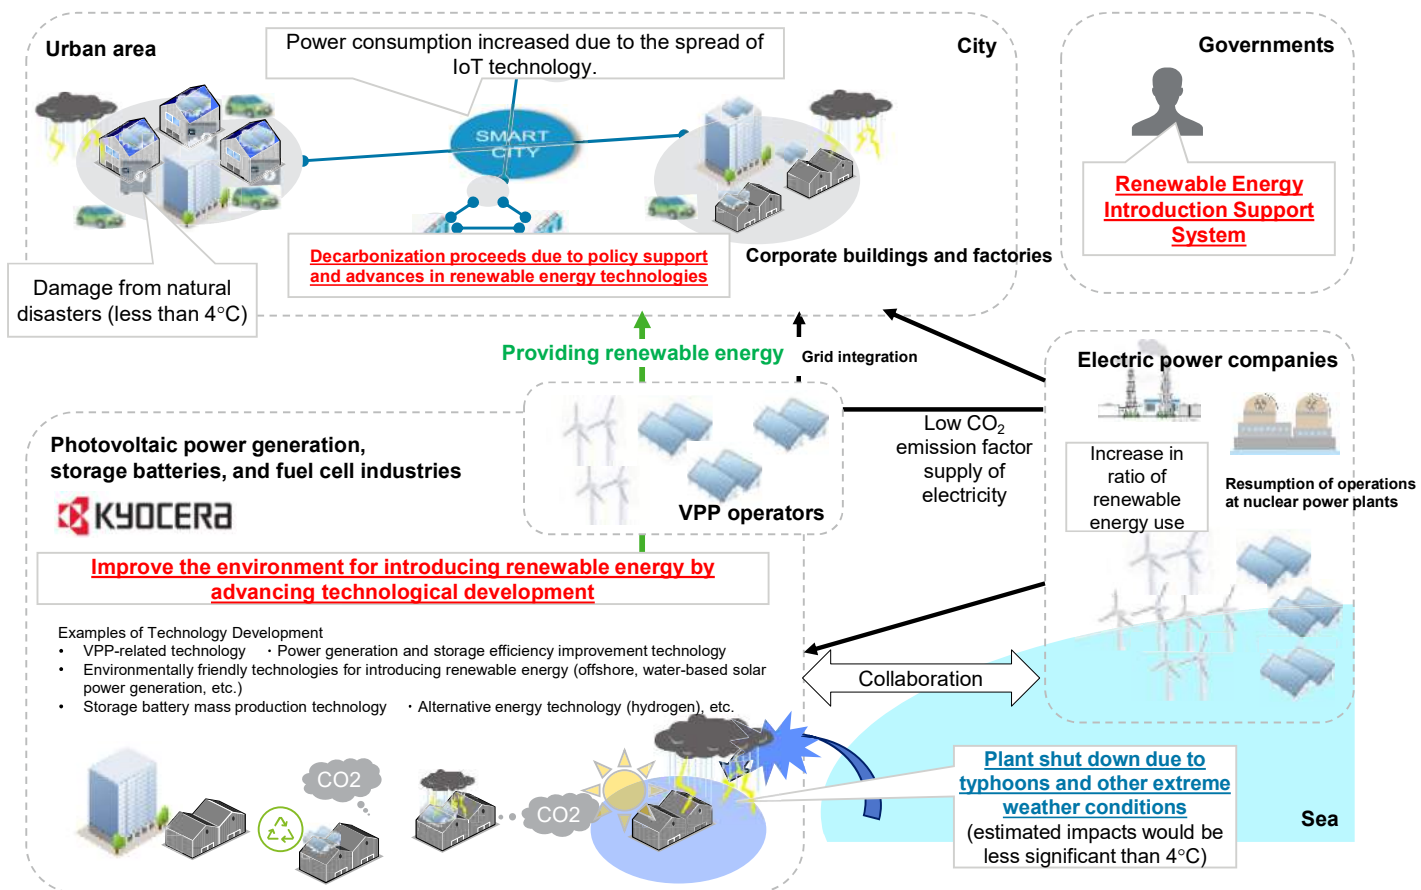 Urban area
Power consumption increased due to the spread of
IoT technology.
City
SMART
CITY
Decarbonization proceeds due to policy support
and advances in renewable energy technologies
Corporate buildings and factories
Damage from natural
disasters (less than 4°C)
Governments
Renewable Energy
Introduction Support
System
Providing renewable energy
Grid integration
VPP operators
Low CO₂
emission factor
supply of
electricity
Electric power companies
Increase in
ratio of
renewable
energy use
Resumption of operations
at nuclear power plants
Photovoltaic power generation,
storage batteries, and fuel cell industries
KYOCERA
Improve the environment for introducing renewable energy by
advancing technological development
Examples of Technology Development
• VPP-related technology ・Power generation and storage efficiency improvement technology
• Environmentally friendly technologies for introducing renewable energy (offshore, water-based solar
power generation, etc.)
• Storage battery mass production technology ・Alternative energy technology (hydrogen), etc.
Collaboration
CO2
CO2
Plant shut down due to
typhoons and other extreme
weather conditions
(estimated impacts would be
less significant than 4°C)
Sea